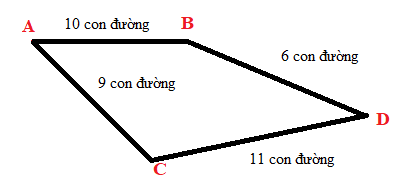 10 con đường
A
B
6 con đường
9 con đường
D
C
11 con đường